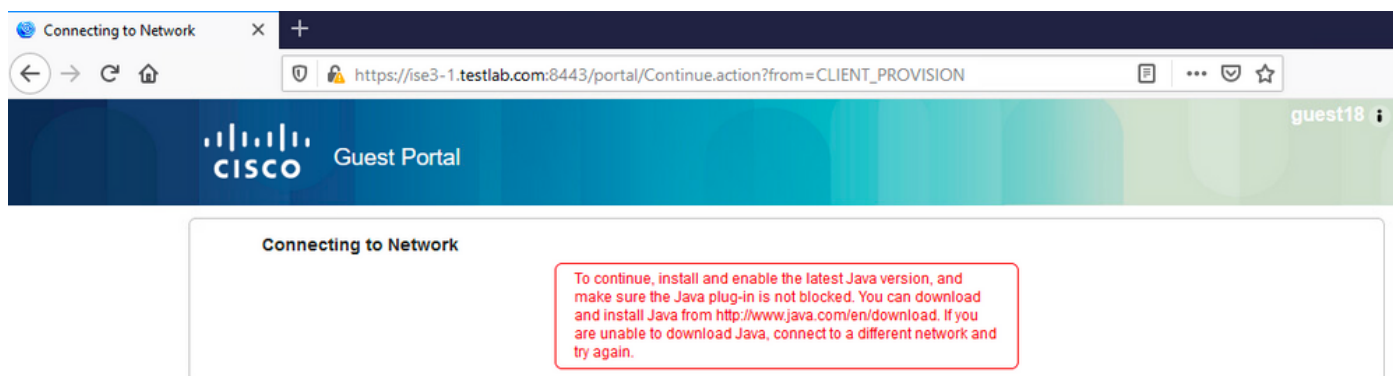 Connecting to Network
https://ise3-1.testlab.com:8443/portal/Continue.action?from=CLIENT_PROVISION
guest18
CISCO Guest Portal
Connecting to Network
To continue, install and enable the latest Java version, and
make sure the Java plug-in is not blocked. You can download
and install Java from http://www.java.com/en/download. If you
are unable to download Java, connect to a different network and
try again.